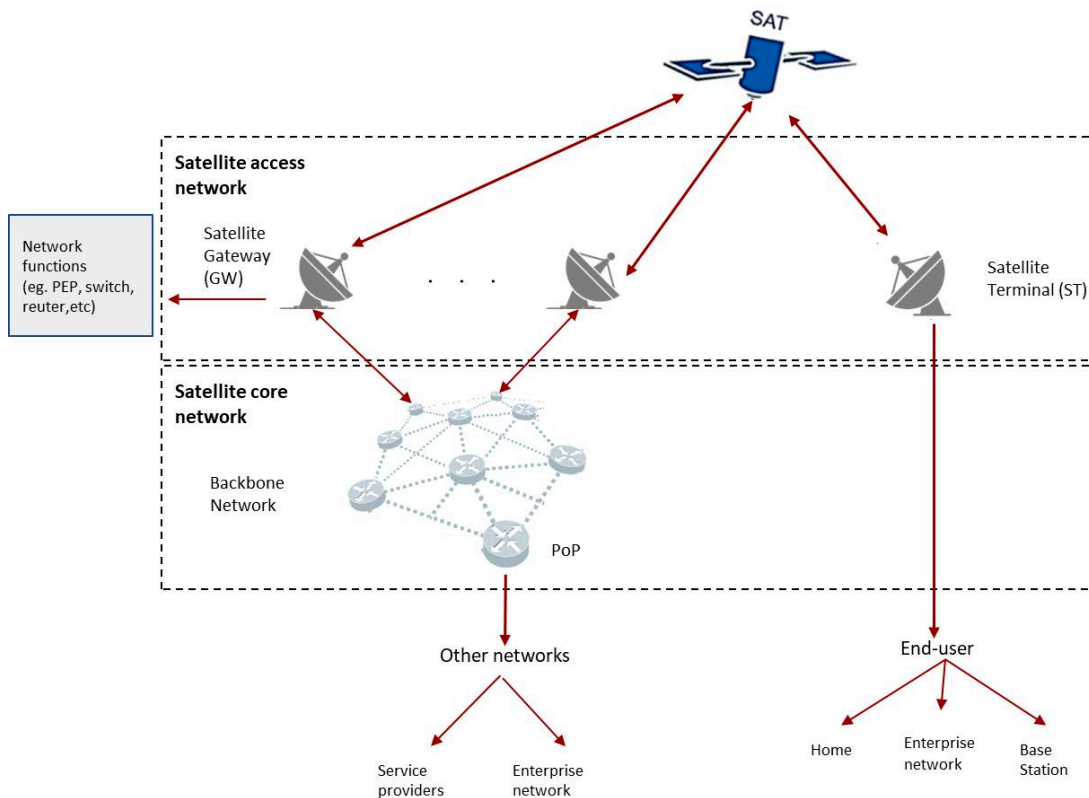 SAT
Satellite access
network
Network
functions
(eg. PEP, switch,
reuter,etc)
Satellite
Gateway
(GW)
. . .
Satellite
Terminal (ST)
Satellite core
network
Backbone
Network
PoP
Other networks
End-user
Service
providers
Enterprise
network
Home
Enterprise
network
Base
Station